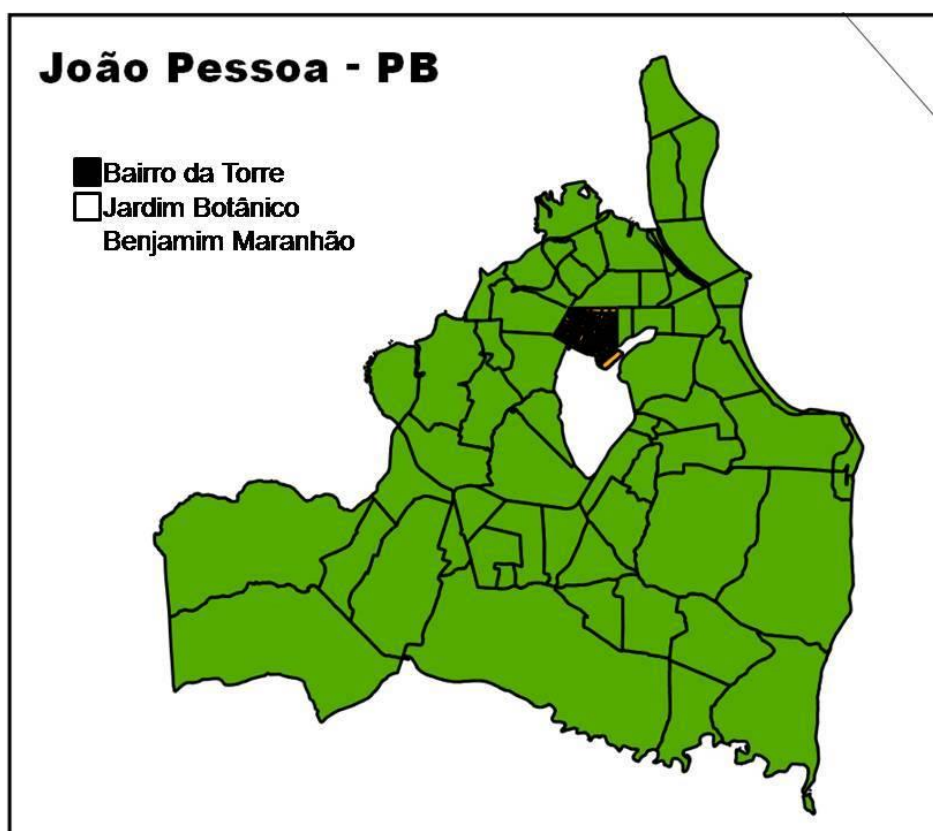 João Pessoa - PB
Bairro da Torre
Jardim Botânico
Benjamim Maranhão